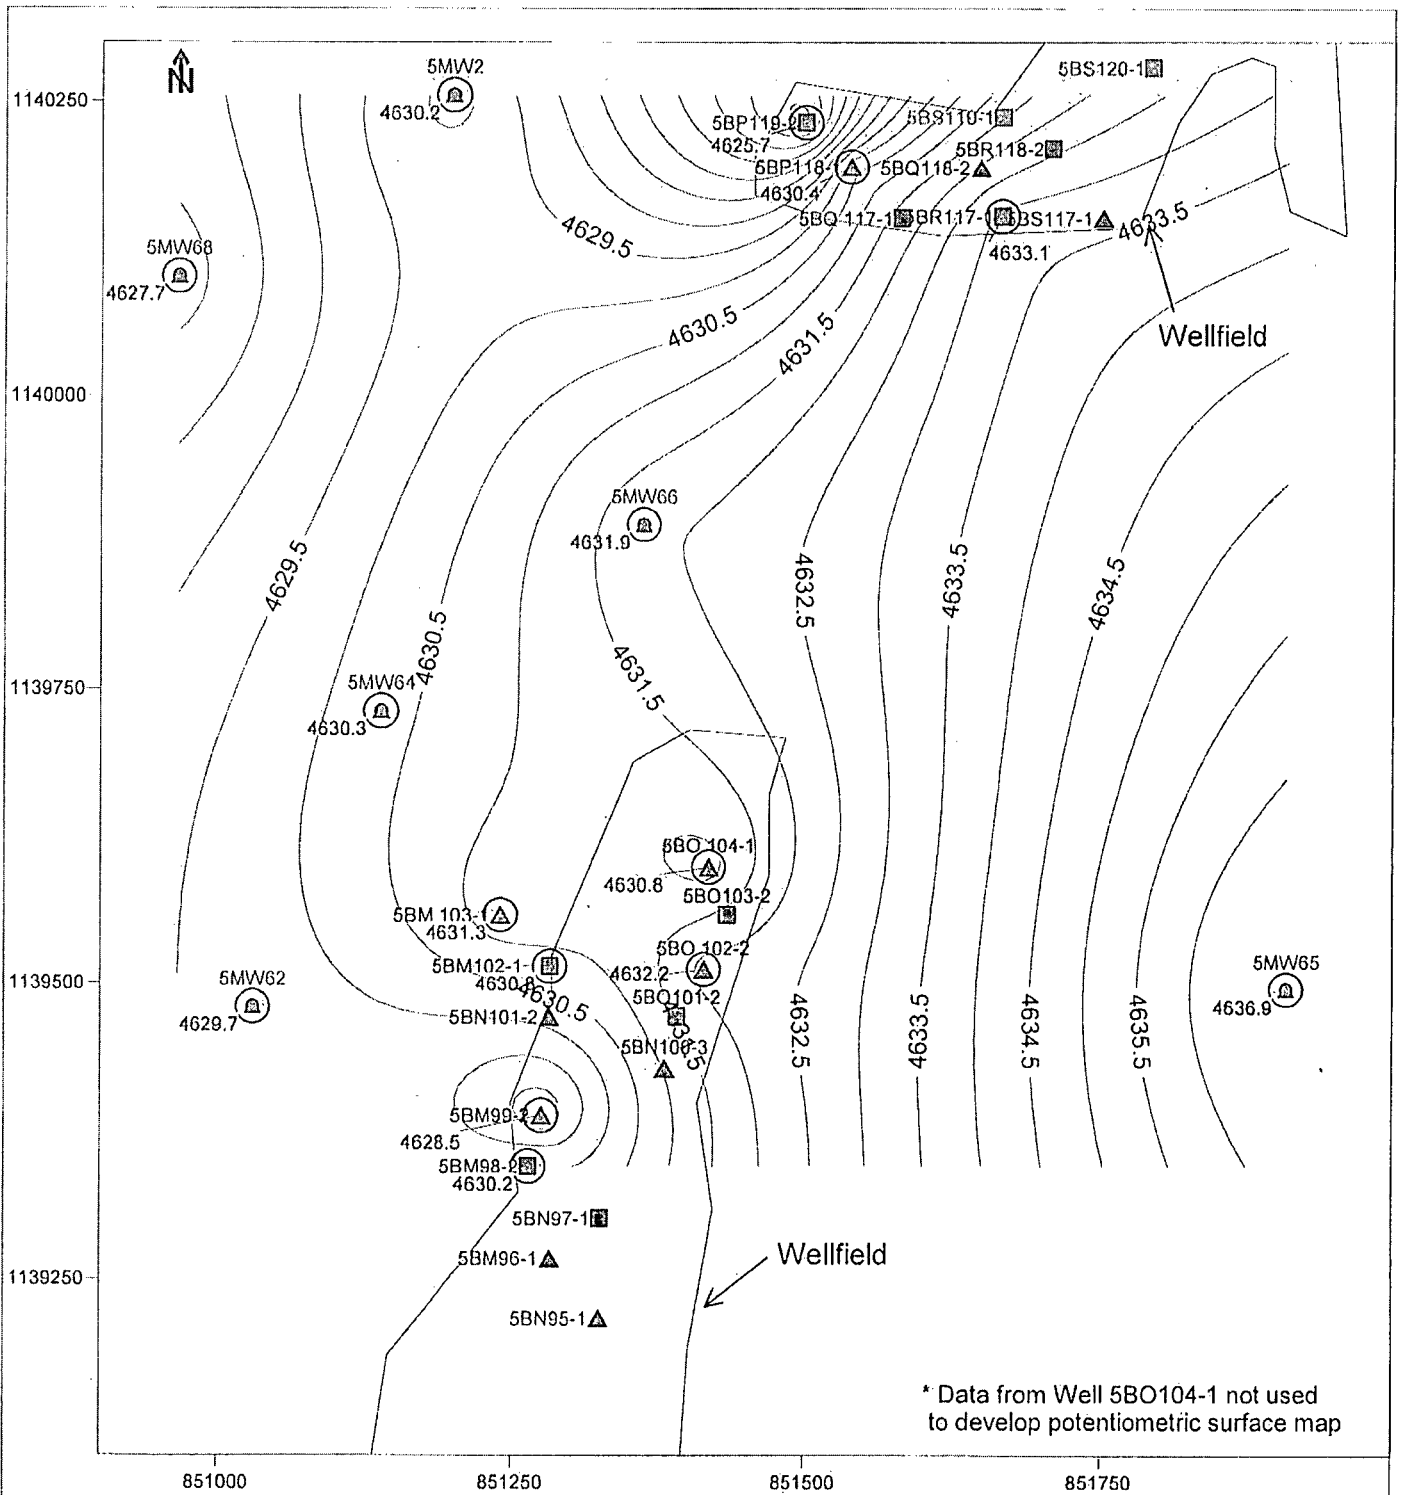 N
5MW2
4630.2
5BS120-1
1140250
5BP119-2
4625.7
5BS110-1
5BR118-2
5BP118-1
5BQ118-2
4630.4
5BQ 117-1
5BR117-1
5BS117-1
4633.5
4633.1
4629.5
5MW68
4627.7
4630.5
4631.5
Wellfield
1140000
5MW66
4631.9
4629.5
4632.5
4633.5
4634.5
4630.5
4631.5
1139750
5MW64
4630.3
5BO 104-1
4630.8
5BO103-2
5BM 103-1
4631.3
5BO 102-2
5BM102-1
4632.2
4630.8
4630.5
5MW62
4629.7
5BO101-2
5BN101-2
4631.5
5BN100-3
1139500
4632.5
4633.5
4634.5
4635.5
5MW65
4636.9
5BM99-2
4628.5
5BM98-2
4630.2
5BN97-1
5BM96-1
Wellfield
1139250
5BN95-1
* Data from Well 5BO104-1 not used
to develop potentiometric surface map
851000
851250
851500
851750